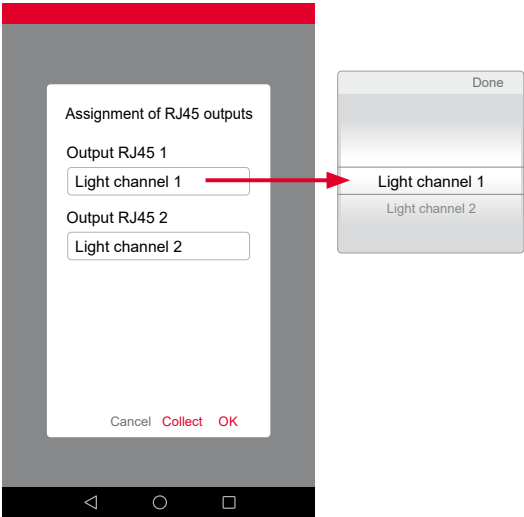 Assignment of RJ45 outputs
Output RJ45 1
Light channel 1
Output RJ45 2
Light channel 2
Cancel Collect OK
Done
Light channel 1
Light channel 2